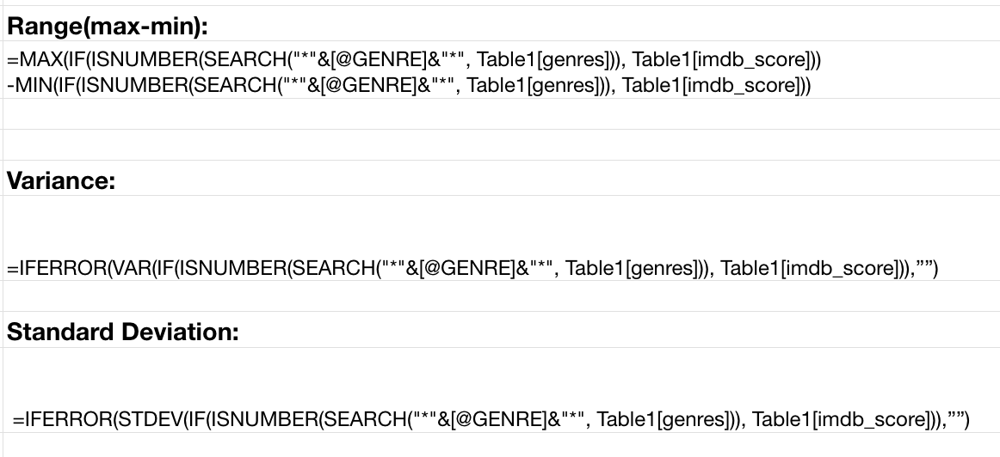 Range(max-min):
=MAX(IF(ISNUMBER(SEARCH("*"&[@GENRE]&"*", Table1[genres])), Table1[imdb_score]))
-MIN(IF(ISNUMBER(SEARCH("*"&[@GENRE]&"*", Table1[genres])), Table1[imdb_score]))
Variance:
=IFERROR(VAR(IF(ISNUMBER(SEARCH("*"&[@GENRE]&"*", Table1[genres])), Table1[imdb_score])),””)
Standard Deviation:
=IFERROR(STDEV(IF(ISNUMBER(SEARCH("*"&[@GENRE]&"*", Table1[genres])), Table1[imdb_score])),””)